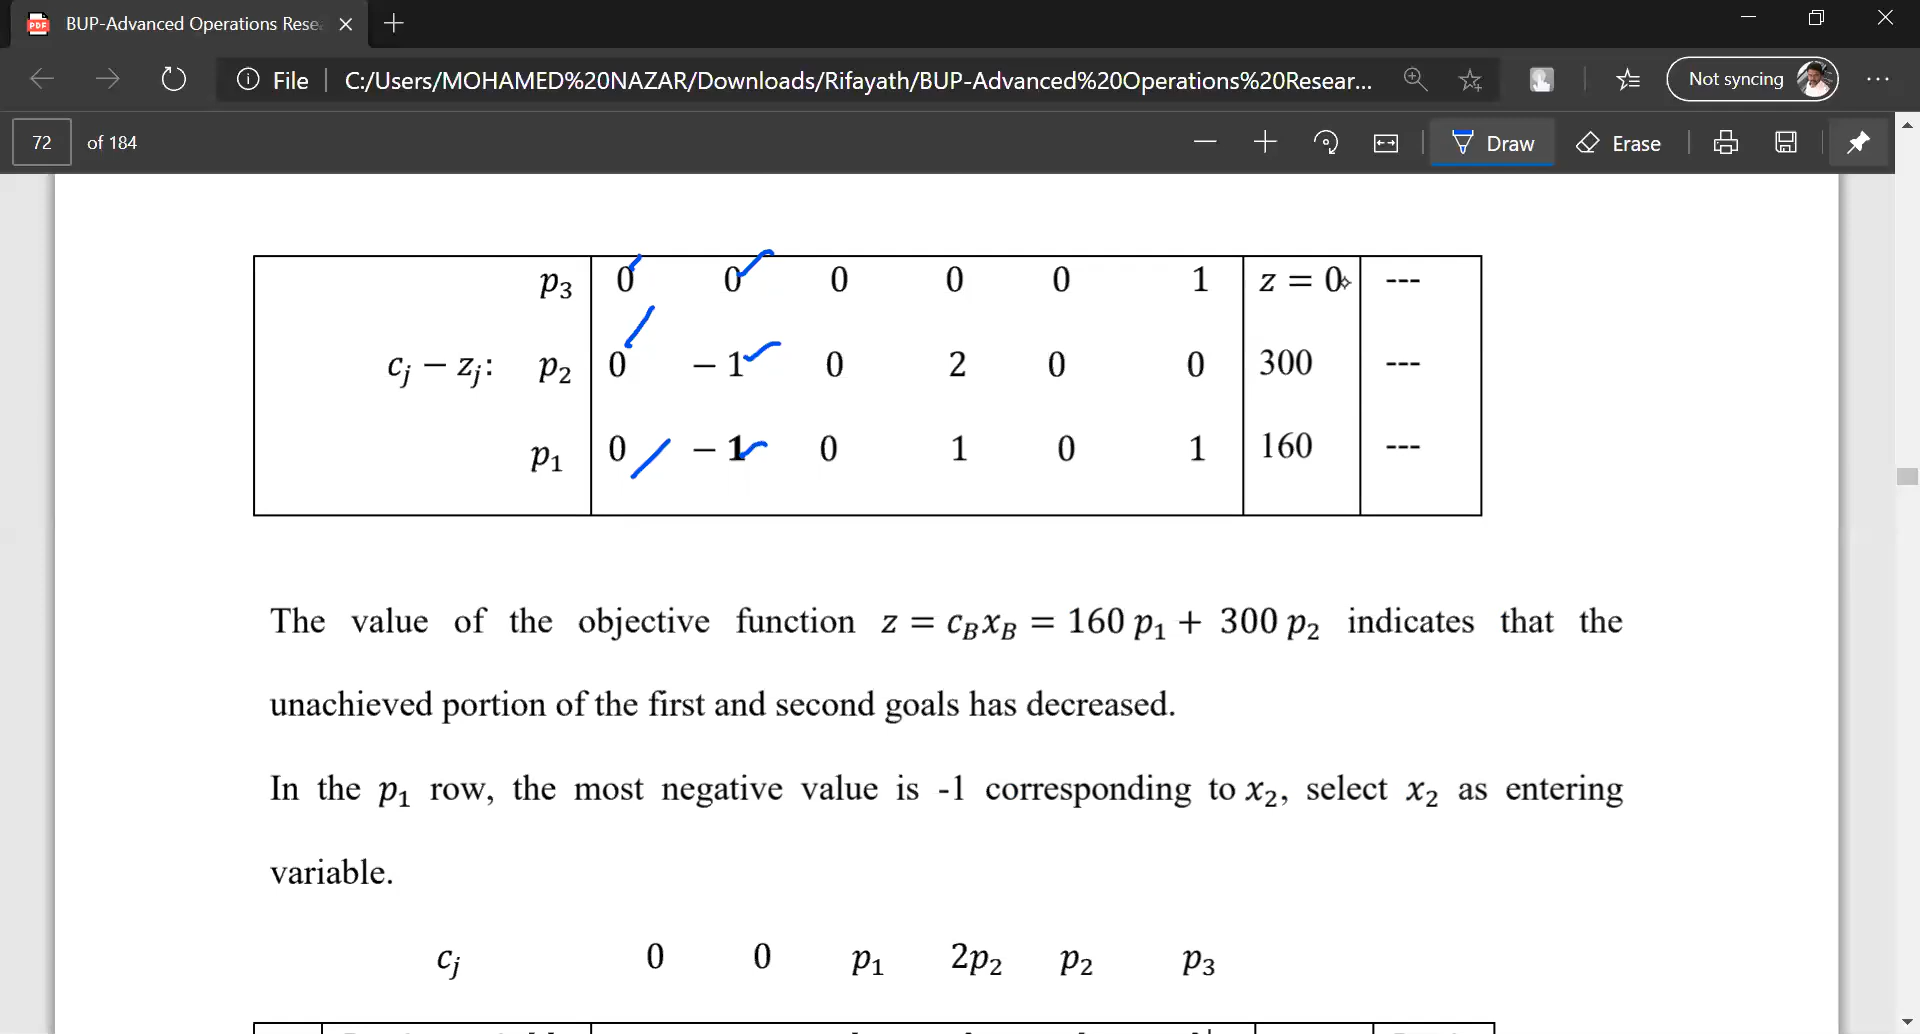 BUP-Advanced Operations Rese
File C:/Users/MOHAMED%20NAZAR/Downloads/Rifayath/BUP-Advanced%20Operations%20Resear... Not syncing
72 of 184 Draw Erase
p₃ 0 0 0 0 0 1 z = 0 ---
cⱼ − zⱼ: p₂ 0 − 1 0 2 0 0 300 ---
p₁ 0 − 1 0 1 0 1 160 ---
The value of the objective function z = c_B x_B = 160 p₁ + 300 p₂ indicates that the
unachieved portion of the first and second goals has decreased.
In the p₁ row, the most negative value is -1 corresponding to x₂, select x₂ as entering
variable.
cⱼ 0 0 p₁ 2p₂ p₂ p₃